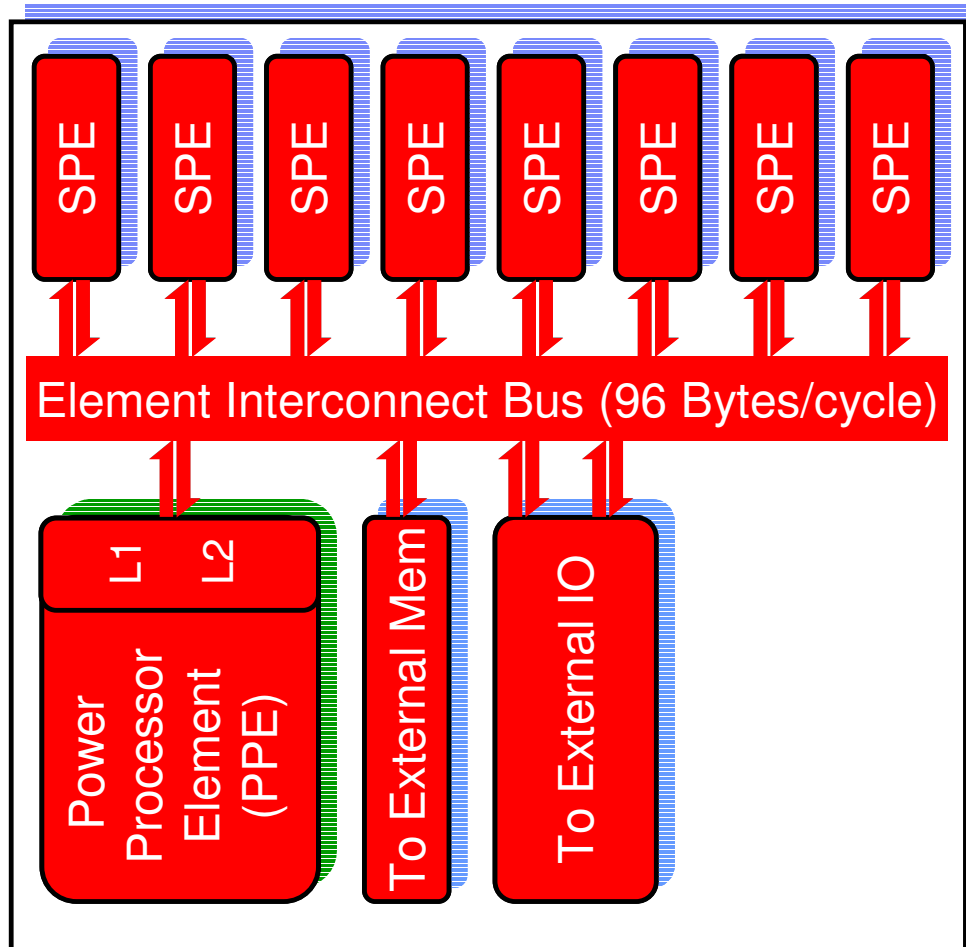 SPE
SPE
SPE
SPE
SPE
SPE
SPE
SPE
Element Interconnect Bus (96 Bytes/cycle)
L1
L2
Power
Processor
Element
(PPE)
To External Mem
To External IO